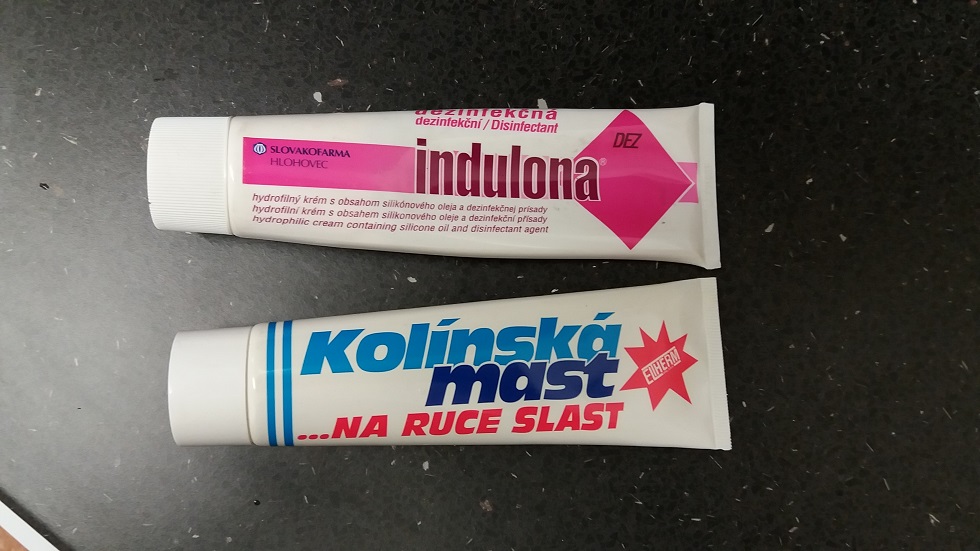 dezinfekčná
dezinfekční / Disinfectant
DEZ
SLOVAKOFARMA
HLOHOVEC
indulona®
hydrofilný krém s obsahom silikónového oleja a dezinfekčnej prísady
hydrofilní krém s obsahem silikonového oleje a dezinfekční přísady
hydrophilic cream containing silicone oil and disinfectant agent
Kolínská
mast
ELHERM
...NA RUCE SLAST